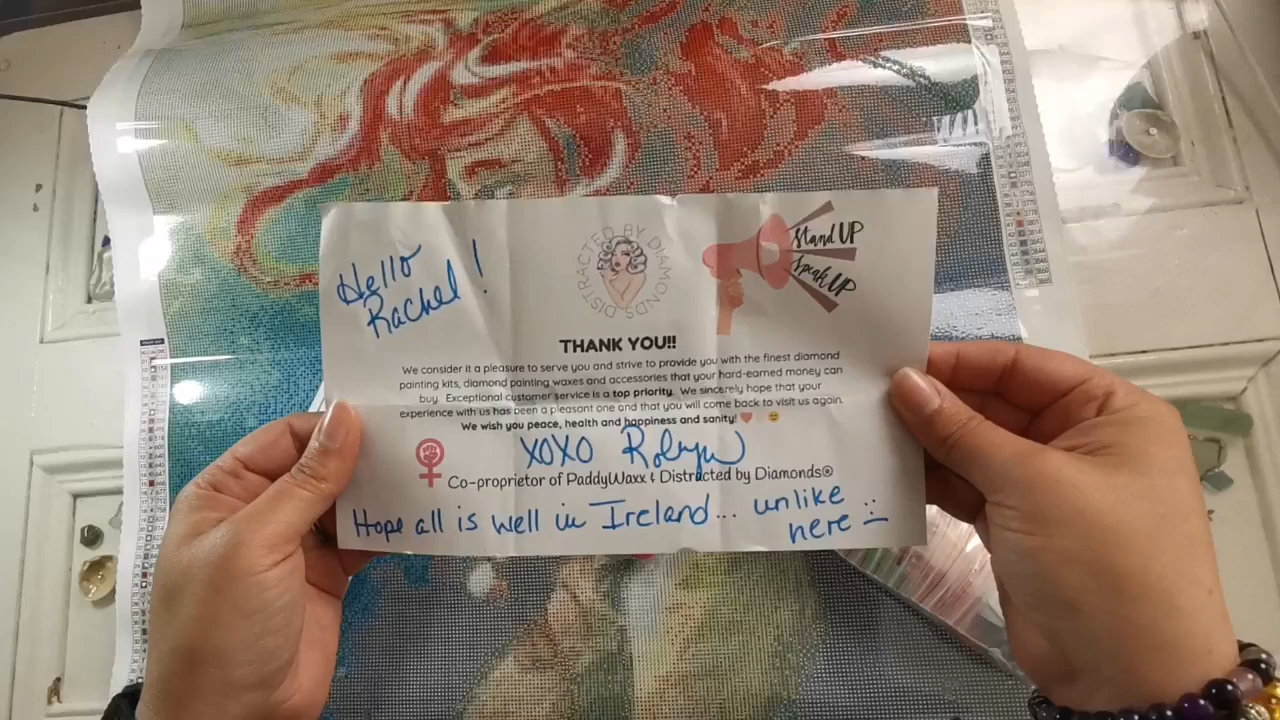 Hello
Rachel!
DISTRACTED BY DIAMONDS
Stand UP
Speak UP
THANK YOU!!
We consider it a pleasure to serve you and strive to provide you with the finest diamond
painting kits, diamond painting waxes and accessories that your hard-earned money can
buy. Exceptional customer service is a top priority. We sincerely hope that your
experience with us has been a pleasant one and that you will come back to visit us again.
We wish you peace, health and happiness and sanity! ❤️ 🙂
XOXO Robyn
Co-proprietor of PaddyWaxx & Distracted by Diamonds®
Hope all is well in Ireland... unlike
here :-